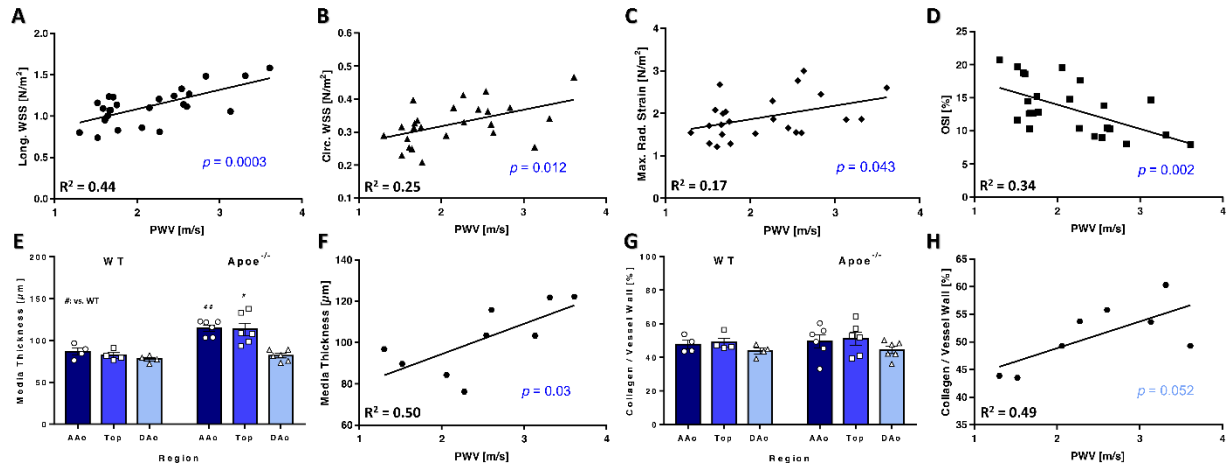 A
Long. WSS [N/m²]
2.0
1.5
1.0
0.5
0.0
p = 0.0003
R² = 0.44
1 2 3 4
PWV [m/s]
B
Circ. WSS [N/m²]
0.6
0.5
0.4
0.3
0.2
0.1
p = 0.012
R² = 0.25
1 2 3 4
PWV [m/s]
C
Max. Rad. Strain [N/m²]
4
3
2
1
0
p = 0.043
R² = 0.17
1 2 3 4
PWV [m/s]
D
OSI [%]
25
20
15
10
5
0
p = 0.002
R² = 0.34
1 2 3 4
PWV [m/s]
E
Media Thickness [µm]
200
150
100
50
0
WT Apoe-/-
#: vs. WT
##
AAo Top DAo AAo Top DAo
Region
F
Media Thickness [µm]
140
120
100
80
60
p = 0.03
R² = 0.50
1 2 3 4
PWV [m/s]
G
Collagen / Vessel Wall [%]
100
80
60
40
20
0
WT Apoe-/-
AAo Top DAo AAo Top DAo
Region
H
Collagen / Vessel Wall [%]
65
60
55
50
45
40
35
p = 0.052
R² = 0.49
1 2 3 4
PWV [m/s]